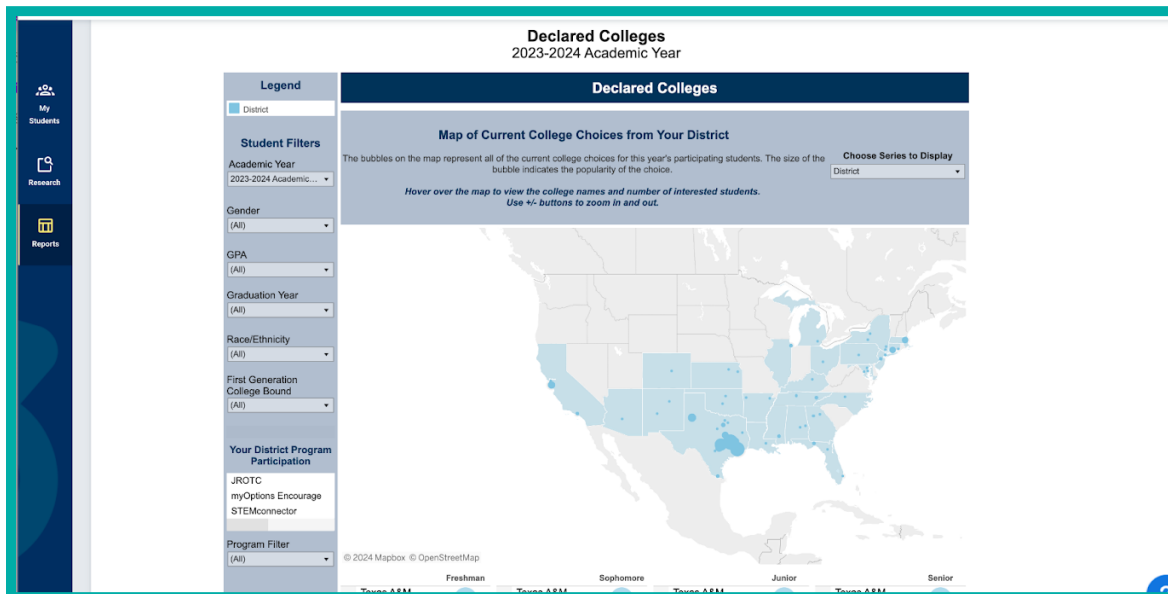 Declared Colleges
2023-2024 Academic Year
My
Students
Research
Reports
Legend
District
Student Filters
Academic Year
2023-2024 Academic...
Gender
(All)
GPA
(All)
Graduation Year
(All)
Race/Ethnicity
(All)
First Generation
College Bound
(All)
Your District Program
Participation
JROTC
myOptions Encourage
STEMconnector
Program Filter
(All)
Declared Colleges
Map of Current College Choices from Your District
The bubbles on the map represent all of the current college choices for this year's participating students. The size of the
bubble indicates the popularity of the choice.
Hover over the map to view the college names and number of interested students.
Use +/- buttons to zoom in and out.
Choose Series to Display
District
© 2024 Mapbox © OpenStreetMap
Freshman Sophomore Junior Senior
Texas A&M Texas A&M Texas A&M Texas A&M